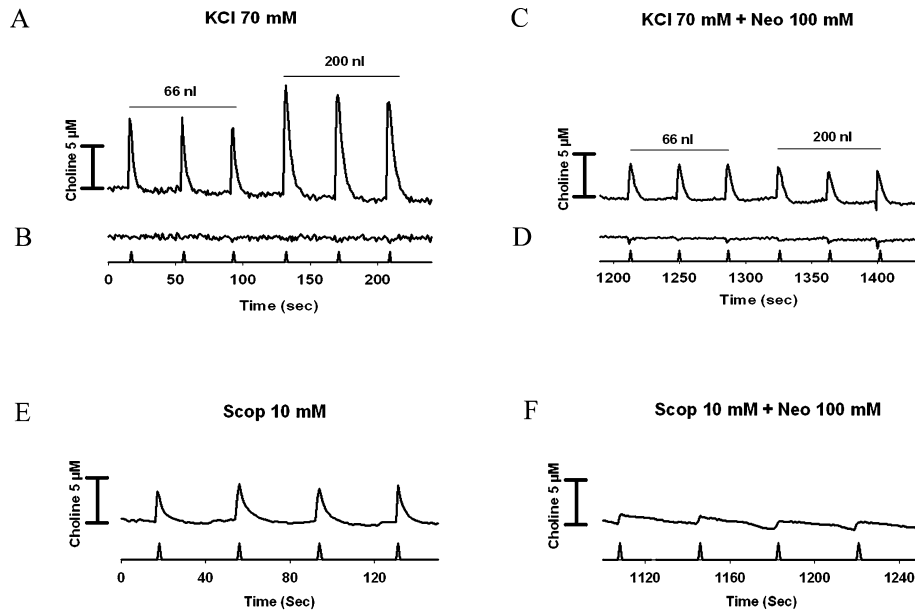 A
KCl 70 mM
66 nl
200 nl
Choline 5 µM
B
0 50 100 150 200
Time (sec)
C
KCl 70 mM + Neo 100 mM
66 nl
200 nl
Choline 5 µM
D
1200 1250 1300 1350 1400
Time (sec)
E
Scop 10 mM
Choline 5 µM
0 40 80 120
Time (Sec)
F
Scop 10 mM + Neo 100 mM
Choline 5 µM
1120 1160 1200 1240
Time (Sec)